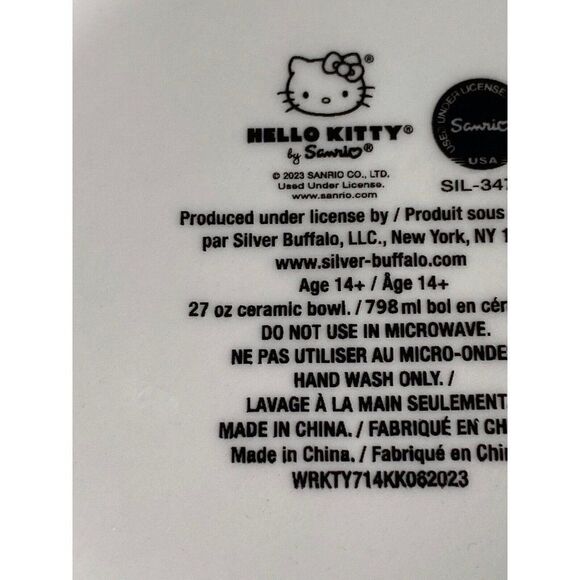 HELLO KITTY®
by Sanrio®
© 2023 SANRIO CO., LTD.
Used Under License.
www.sanrio.com
USED UNDER LICENSE
Sanrio
USA
SIL-347
Produced under license by / Produit sous
par Silver Buffalo, LLC., New York, NY 1
www.silver-buffalo.com
Age 14+ / Âge 14+
27 oz ceramic bowl. / 798 ml bol en cér
DO NOT USE IN MICROWAVE.
NE PAS UTILISER AU MICRO-ONDE
HAND WASH ONLY. /
LAVAGE À LA MAIN SEULEMENT.
MADE IN CHINA. / FABRIQUÉ EN CH
Made in China. / Fabriqué en Chin
WRKTY714KK062023